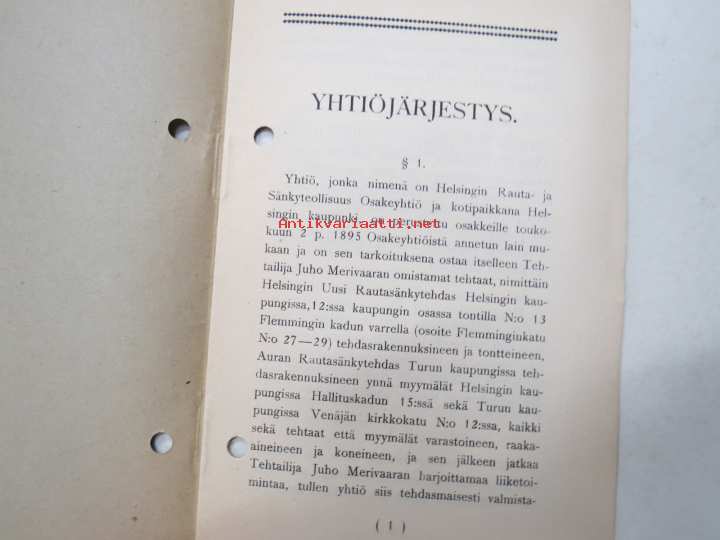 YHTIÖJÄRJESTYS.
§ 1.
Yhtiö, jonka nimenä on Helsingin Rauta- ja
Sänkyteollisuus Osakeyhtiö ja kotipaikkana Hel-
singin kaupunki, on perustettu osakkeille touko-
Antikvariaatti.net
kuun 2 p. 1895 Osakeyhtiöistä annetun lain mu-
kaan ja on sen tarkoituksena ostaa itselleen Teh-
tailija Juho Merivaaran omistamat tehtaat, nimittäin
Helsingin Uusi Rautasänkytehdas Helsingin kau-
pungissa, 12:ssa kaupungin osassa tontilla N:o 13
Flemmingin kadun varrella (osoite Flemminginkatu
N:o 27—29) tehdasrakennuksineen ja tontteineen,
Auran Rautasänkytehdas Turun kaupungissa teh-
dasrakennuksineen ynnä myymälät Helsingin kau-
pungissa Hallituskadun 15:ssä sekä Turun kau-
pungissa Venäjän kirkkokatu N:o 12:ssa, kaikki
sekä tehtaat että myymälät varastoineen, raaka-
aineineen ja koneineen, ja sen jälkeen jatkaa
Tehtailija Juho Merivaaran harjoittamaa liiketoi-
mintaa, tullen yhtiö siis tehdasmaisesti valmista-
( 1 )